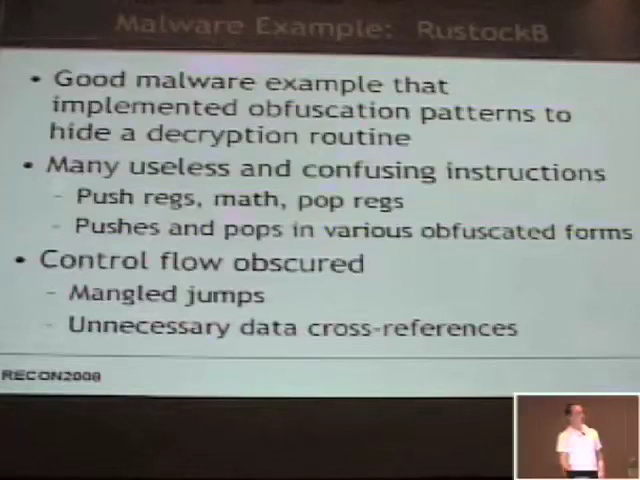 Malware Example: RustockB
• Good malware example that
implemented obfuscation patterns to
hide a decryption routine
• Many useless and confusing instructions
- Push regs, math, pop regs
- Pushes and pops in various obfuscated forms
• Control flow obscured
- Mangled jumps
- Unnecessary data cross-references
RECON2008